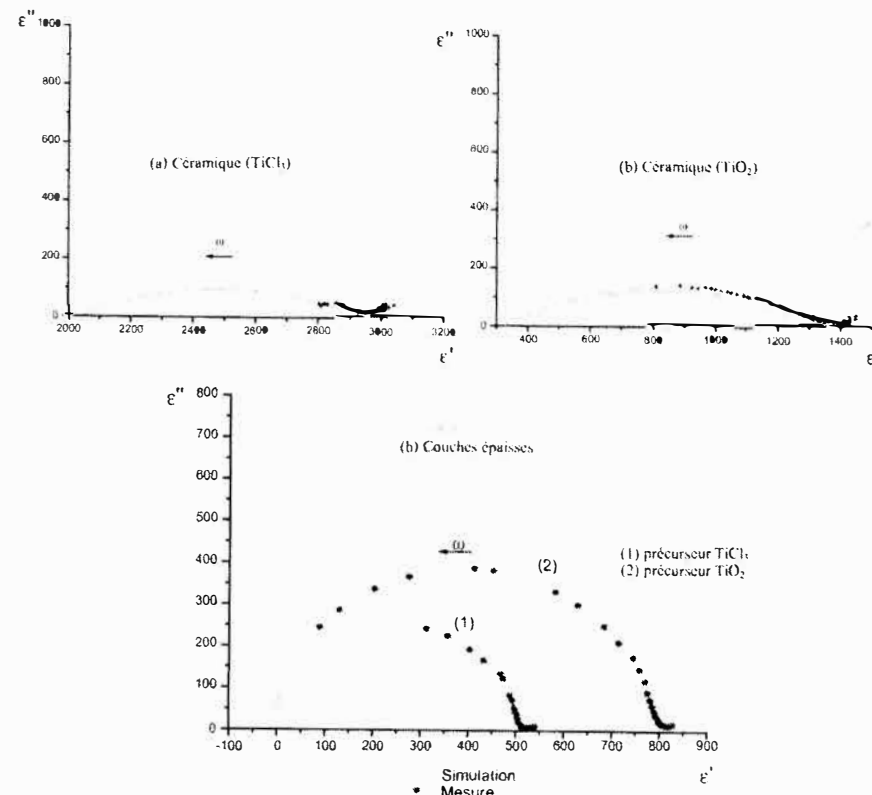 ε''
1000
800
600
400
200
0
2000
2200
2400
2600
2800
3000
3200
ε'
(a) Céramique (TiCl₃)
ω
ε''
1000
800
600
400
200
0
400
600
800
1000
1200
1400
ε
(b) Céramique (TiO₂)
ω
ε''
800
700
600
500
400
300
200
100
0
-100
0
100
200
300
400
500
600
700
800
900
ε'
(b) Couches épaisses
ω
(1)
(2)
(1) précurseur TiCl₃
(2) précurseur TiO₂
Simulation
Mesure